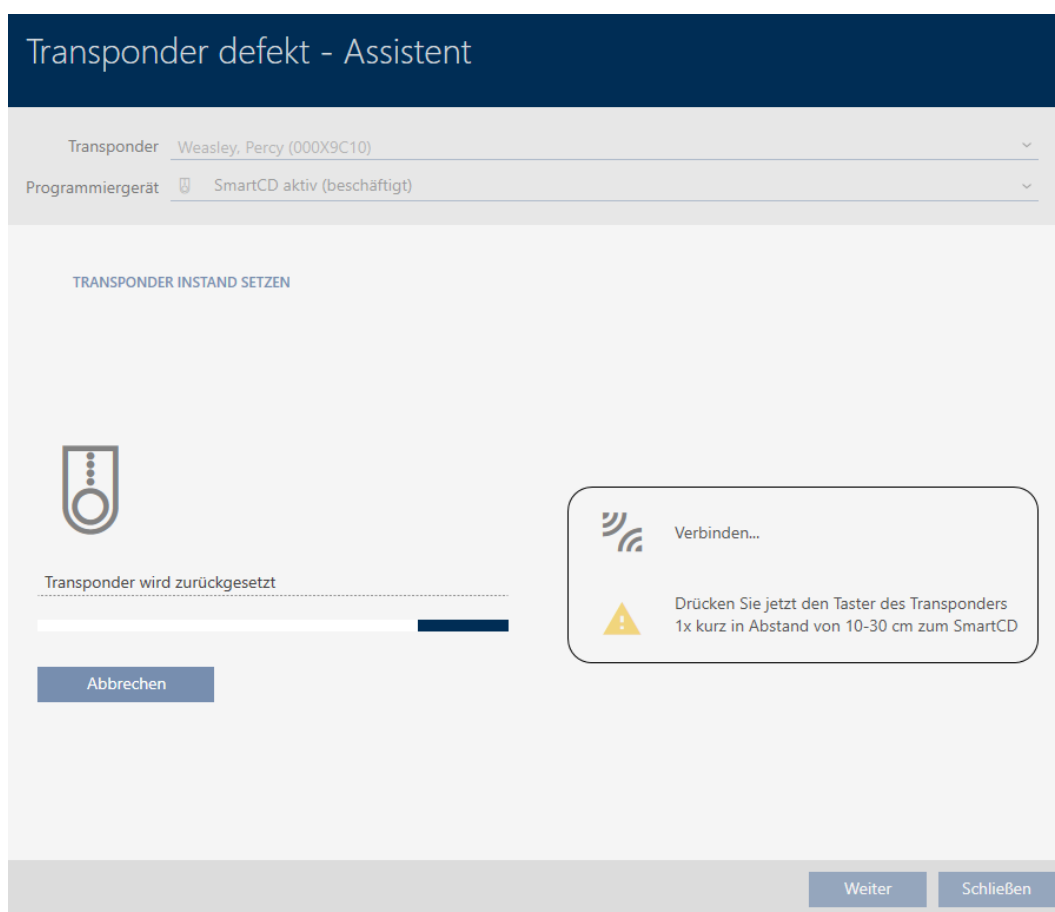 Transponder defekt - Assistent
Transponder Weasley, Percy (000X9C10)
Programmiergerät SmartCD aktiv (beschäftigt)
TRANSPONDER INSTAND SETZEN
Transponder wird zurückgesetzt
Abbrechen
Verbinden...
Drücken Sie jetzt den Taster des Transponders
1x kurz in Abstand von 10-30 cm zum SmartCD
Weiter Schließen